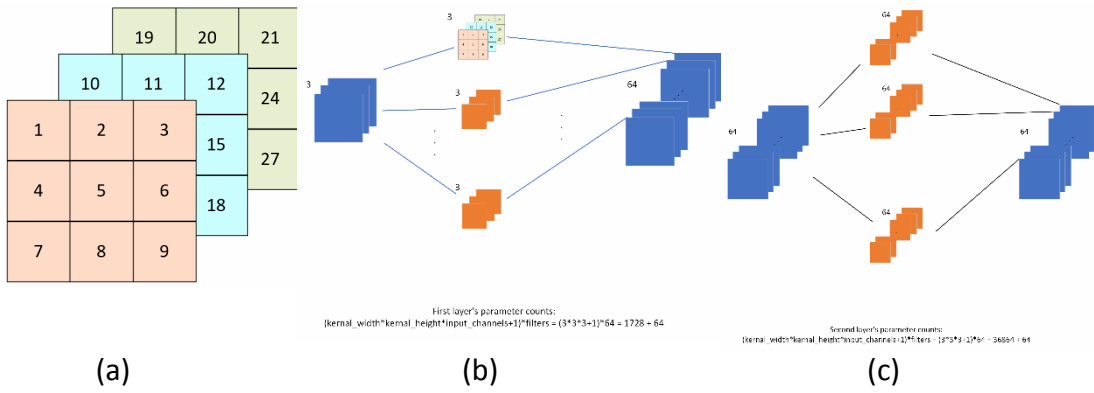 19 20 21
10 11 12 24
1 2 3 15 27
4 5 6 18
7 8 9
3
3
3
3
64
First layer's parameter counts:
(kernal_width*kernal_height*input_channels+1)*filters = (3*3*3+1)*64 = 1728 + 64
64
64
64
64
64
Second layer's parameter counts:
(kernal_width*kernal_height*input_channels+1)*filters = (3*3*3+1)*64 = 36864 + 64
(a) (b) (c)